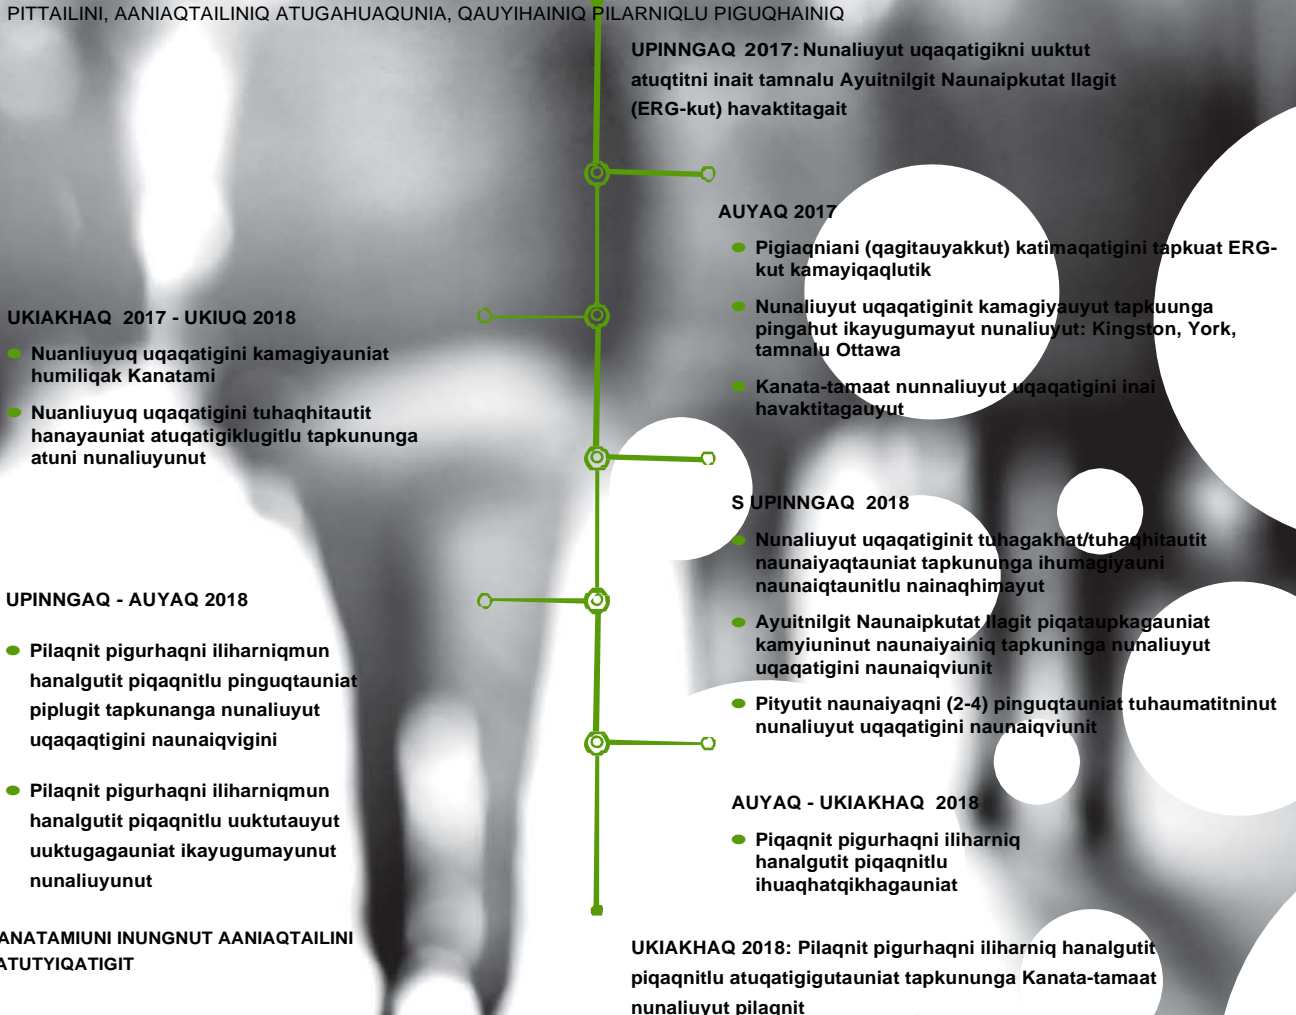 PITTAILINI, AANIAQTAILINIQ ATUGAHUAQUNIA, QAUYIHAINIQ PILARNIQLU PIGUQHAINIQ
UPINNGAQ 2017: Nunaliuyut uqaqatigikni uuktut
atuqtitni inait tamnalu Ayuitnilgit Naunaipkutat Ilagit
(ERG-kut) havaktitagait
AUYAQ 2017
Pigiaqniani (qagitauyakkut) katimaqatigini tapkuat ERG-
kut kamayiqaqlutik
Nunaliuyut uqaqatiginit kamagiyauyut tapkuunga
pingahut ikayugumayut nunaliuyut: Kingston, York,
tamnalu Ottawa
Kanata-tamaat nunnaliuyut uqaqatigini inai
havaktitagauyut
UKIAKHAQ 2017 - UKIUQ 2018
Nuanliuyuq uqaqatigini kamagiyauniat
humiliqak Kanatami
Nuanliuyuq uqaqatigini tuhaqhitautit
hanayauniat atuqatigiklugitlu tapkununga
atuni nunaliuyunut
S UPINNGAQ 2018
Nunaliuyut uqaqatiginit tuhagakhat/tuhaqhitautit
naunaiyaqtauniat tapkununga ihumagiyauni
naunaiqtaunitlu nainaqhimayut
Ayuitnilgit Naunaipkutat Ilagit piqataupkagauniat
kamyiuninut naunaiyainiq tapkuninga nunaliuyut
uqaqatigini naunaiqviunit
Pityutit naunaiyaqni (2-4) pinguqtauniat tuhaumatitninut
nunaliuyut uqaqatigini naunaiqviunit
UPINNGAQ - AUYAQ 2018
Pilaqnit pigurhaqni iliharniqmun
hanalgutit piqaqnitlu pinguqtauniat
piplugit tapkunanga nunaliuyut
uqaqaqtigini naunaiqvigini
Pilaqnit pigurhaqni iliharniqmun
hanalgutit piqaqnitlu uuktutauyut
uuktugagauniat ikayugumayunut
nunaliuyunut
AUYAQ - UKIAKHAQ 2018
Piqaqnit pigurhaqni iliharniq
hanalgutit piqaqnitlu
ihuaqhatqikhagauniat
ANATAMIUNI INUNGNUT AANIAQTAILINI
ATUTYIQATIGIT
UKIAKHAQ 2018: Pilaqnit pigurhaqni iliharniq hanalgutit
piqaqnitlu atuqatigigutauniat tapkununga Kanata-tamaat
nunaliuyut pilaqnit